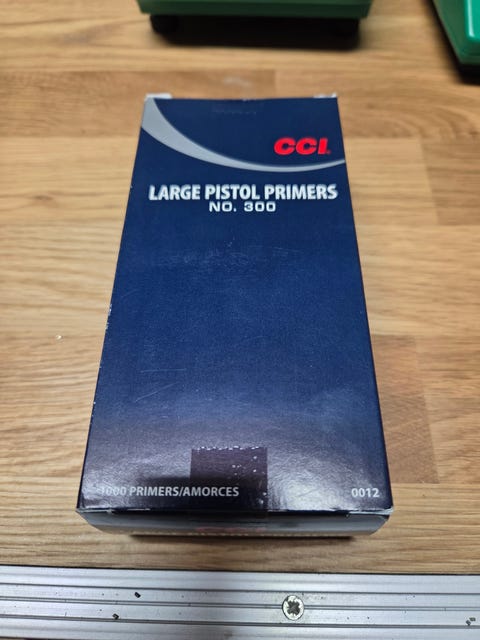 CCI
LARGE PISTOL PRIMERS
NO. 300
1000 PRIMERS/AMORCES
0012